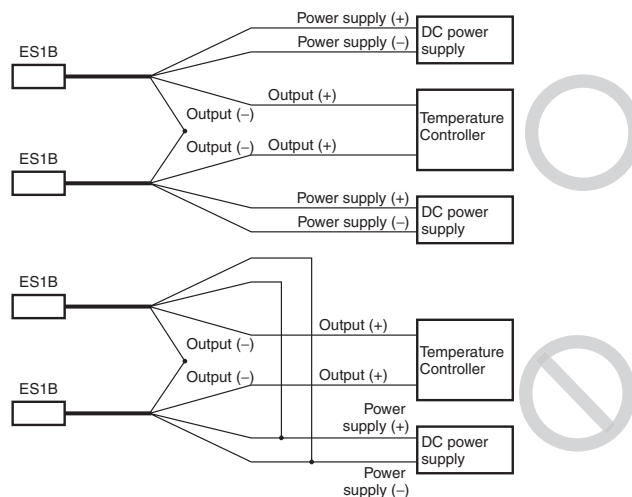 ES1B
Power supply (+)
Power supply (−)
DC power
supply
Output (+)
Output (−)
Temperature
Controller
Output (−)
Output (+)
ES1B
Power supply (+)
Power supply (−)
DC power
supply
ES1B
Output (+)
Output (−)
Temperature
Controller
Output (−)
Output (+)
ES1B
Power
supply (+)
DC power
supply
Power
supply (−)